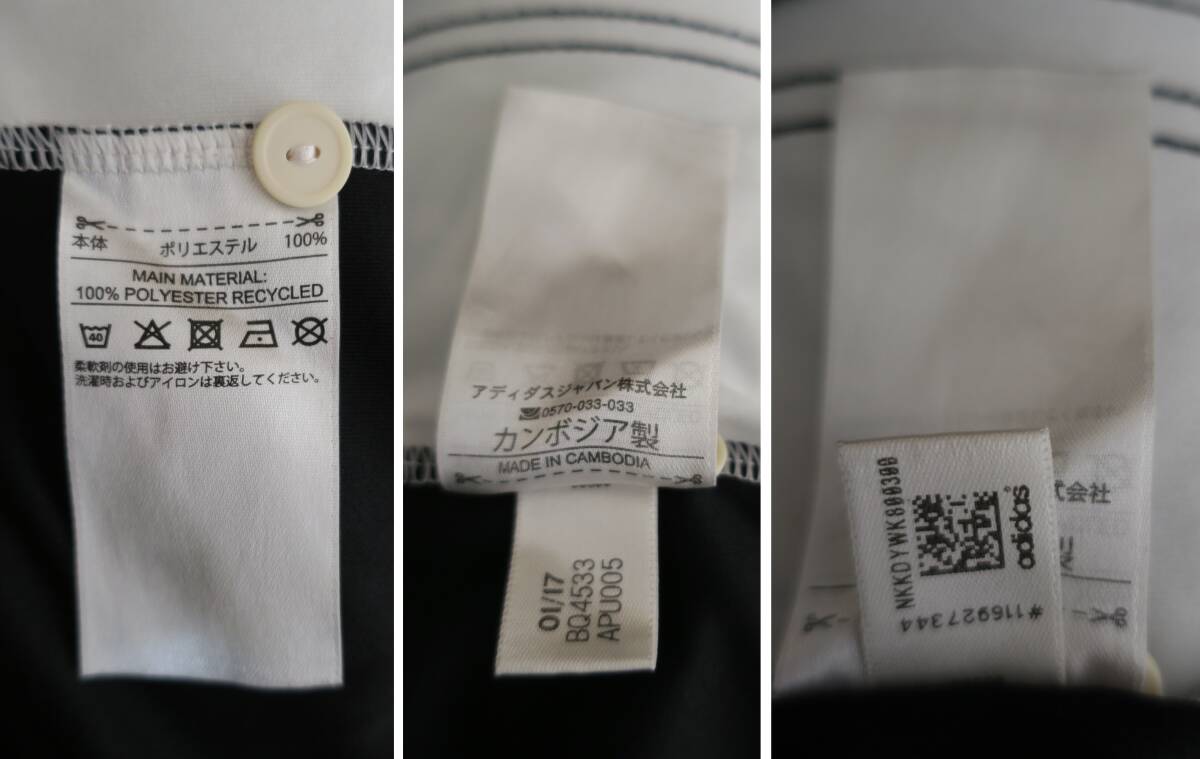 本体 ポリエステル 100%
MAIN MATERIAL:
100% POLYESTER RECYCLED
40
柔軟剤の使用はお避け下さい。
洗濯時およびアイロンは裏返してください。
アディダスジャパン株式会社
0570-033-033
カンボジア製
MADE IN CAMBODIA
01/17
BQ4533
APU005
NKKDYWK800300
adidas
#116927344
式会社